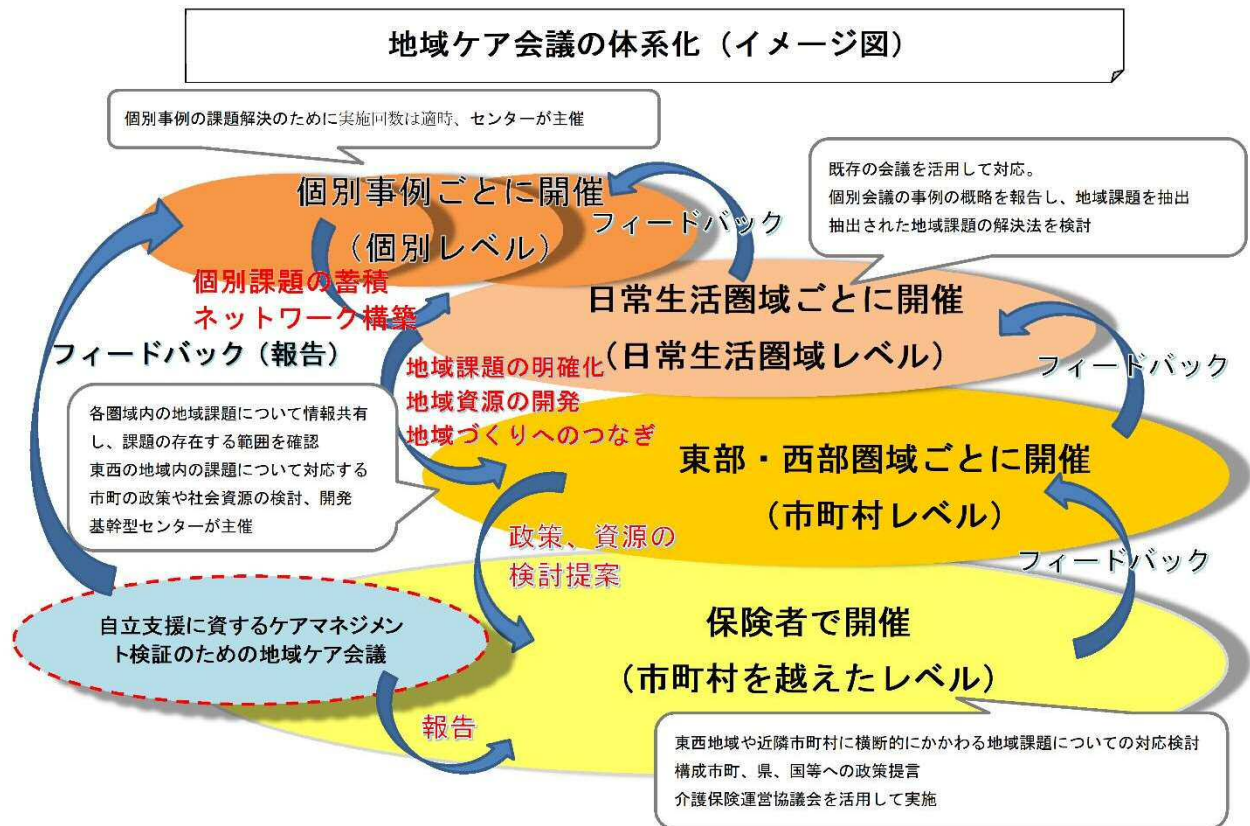 地域ケア会議の体系化（イメージ図）
個別事例の課題解決のために実施回数は適時、センターが主催
既存の会議を活用して対応。
個別会議の事例の概略を報告し、地域課題を抽出
抽出された地域課題の解決法を検討
個別事例ごとに開催
（個別レベル）
フィードバック
個別課題の蓄積
ネットワーク構築
日常生活圏域ごとに開催
（日常生活圏域レベル）
フィードバック（報告）
フィードバック
地域課題の明確化
地域資源の開発
地域づくりへのつなぎ
各圏域内の地域課題について情報共有
し、課題の存在する範囲を確認
東西の地域内の課題について対応する
市町の政策や社会資源の検討、開発
基幹型センターが主催
東部・西部圏域ごとに開催
（市町村レベル）
政策、資源の
検討提案
フィードバック
自立支援に資するケアマネジメン
ト検証のための地域ケア会議
保険者で開催
（市町村を越えたレベル）
報告
東西地域や近隣市町村に横断的にかかわる地域課題についての対応検討
構成市町、県、国等への政策提言
介護保険運営協議会を活用して実施